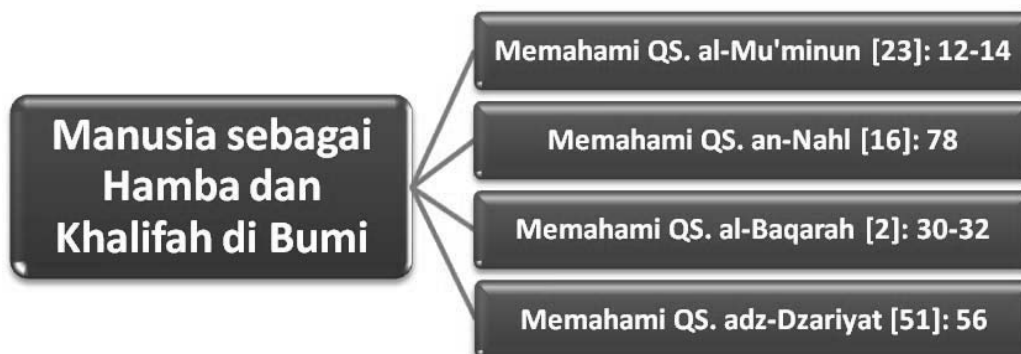 Manusia sebagai
Hamba dan
Khalifah di Bumi
Memahami QS. al-Mu'minun [23]: 12-14
Memahami QS. an-Nahl [16]: 78
Memahami QS. al-Baqarah [2]: 30-32
Memahami QS. adz-Dzariyat [51]: 56